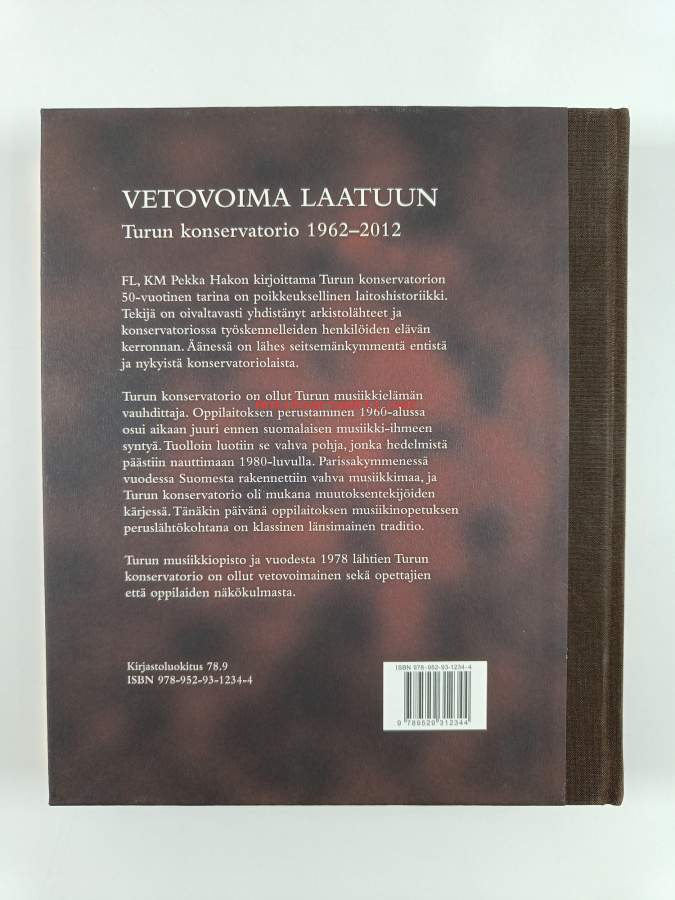 VETOVOIMA LAATUUN
Turun konservatorio 1962–2012
FL, KM Pekka Hakon kirjoittama Turun konservatorion
50-vuotinen tarina on poikkeuksellinen laitoshistoriikki.
Tekijä on oivaltavasti yhdistänyt arkistolähteet ja
konservatoriossa työskennelleiden henkilöiden elävän
kerronnan. Äänessä on lähes seitsemänkymmentä entistä
ja nykyistä konservatoriolaista.
Turun konservatorio on ollut Turun musiikkielämän
vauhdittaja. Oppilaitoksen perustaminen 1960-alussa
osui aikaan juuri ennen suomalaisen musiikki-ihmeen
syntyä. Tuolloin luotiin se vahva pohja, jonka hedelmistä
päästiin nauttimaan 1980-luvulla. Parissakymmenessä
vuodessa Suomesta rakennettiin vahva musiikkimaa, ja
Turun konservatorio oli mukana muutoksentekijöiden
kärjessä. Tänäkin päivänä oppilaitoksen musiikinopetuksen
peruslähtökohtana on klassinen länsimainen traditio.
Turun musiikkiopisto ja vuodesta 1978 lähtien Turun
konservatorio on ollut vetovoimainen sekä opettajien
että oppilaiden näkökulmasta.
Kirjastoluokitus 78.9
ISBN 978-952-93-1234-4
ISBN 978-952-93-1234-4
9 789529 312344